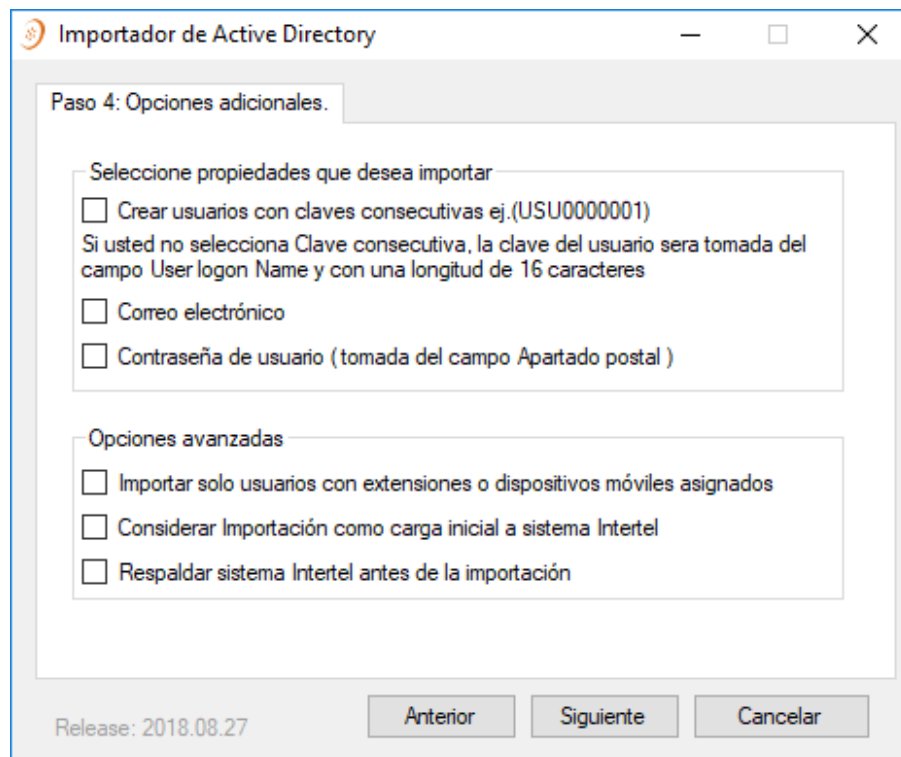 Importador de Active Directory
Paso 4: Opciones adicionales.
Seleccione propiedades que desea importar
Crear usuarios con claves consecutivas ej.(USU0000001)
Si usted no selecciona Clave consecutiva, la clave del usuario sera tomada del
campo User logon Name y con una longitud de 16 caracteres
Correo electrónico
Contraseña de usuario ( tomada del campo Apartado postal )
Opciones avanzadas
Importar solo usuarios con extensiones o dispositivos móviles asignados
Considerar Importación como carga inicial a sistema Intertel
Respaldar sistema Intertel antes de la importación
Release: 2018.08.27
Anterior
Siguiente
Cancelar